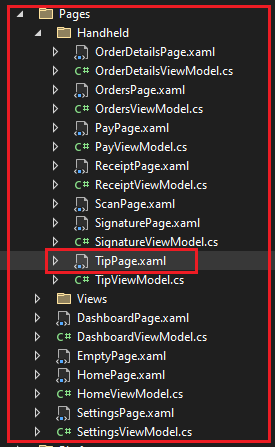 Pages
Handheld
OrderDetailsPage.xaml
C# OrderDetailsViewModel.cs
OrdersPage.xaml
C# OrdersViewModel.cs
PayPage.xaml
C# PayViewModel.cs
ReceiptPage.xaml
C# ReceiptViewModel.cs
ScanPage.xaml
SignaturePage.xaml
C# SignatureViewModel.cs
TipPage.xaml
C# TipViewModel.cs
Views
DashboardPage.xaml
C# DashboardViewModel.cs
EmptyPage.xaml
HomePage.xaml
C# HomeViewModel.cs
SettingsPage.xaml
C# SettingsViewModel.cs